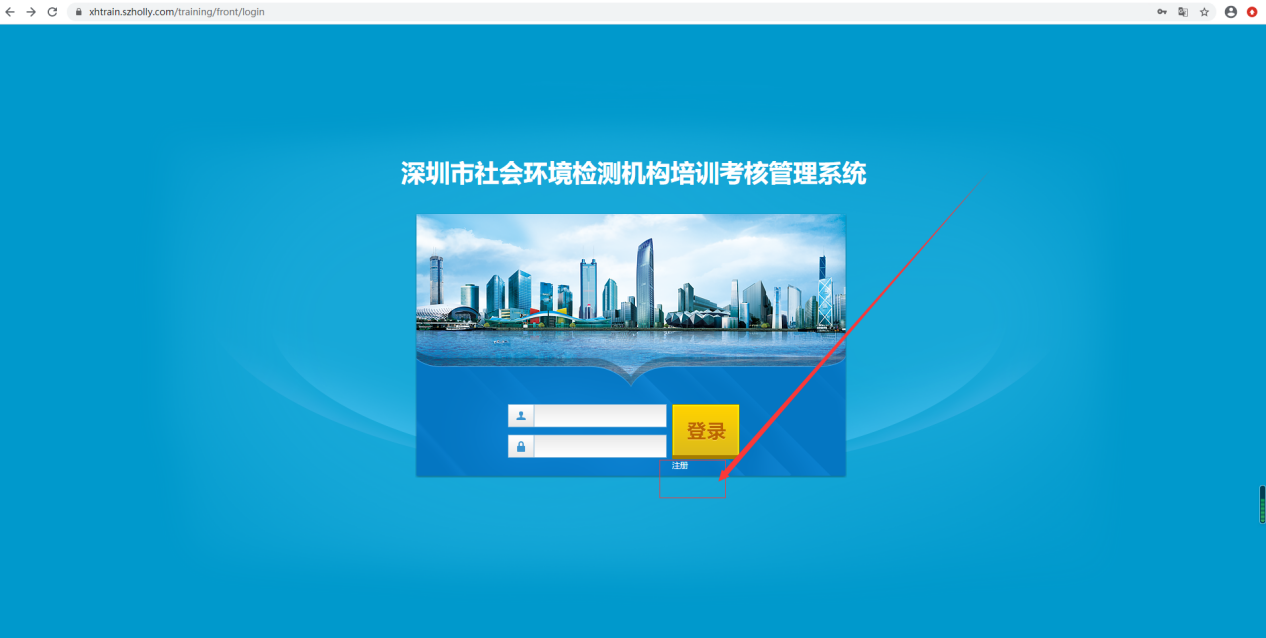 xhtrain.szholly.com/training/front/login
深圳市社会环境检测机构培训考核管理系统
登录
注册